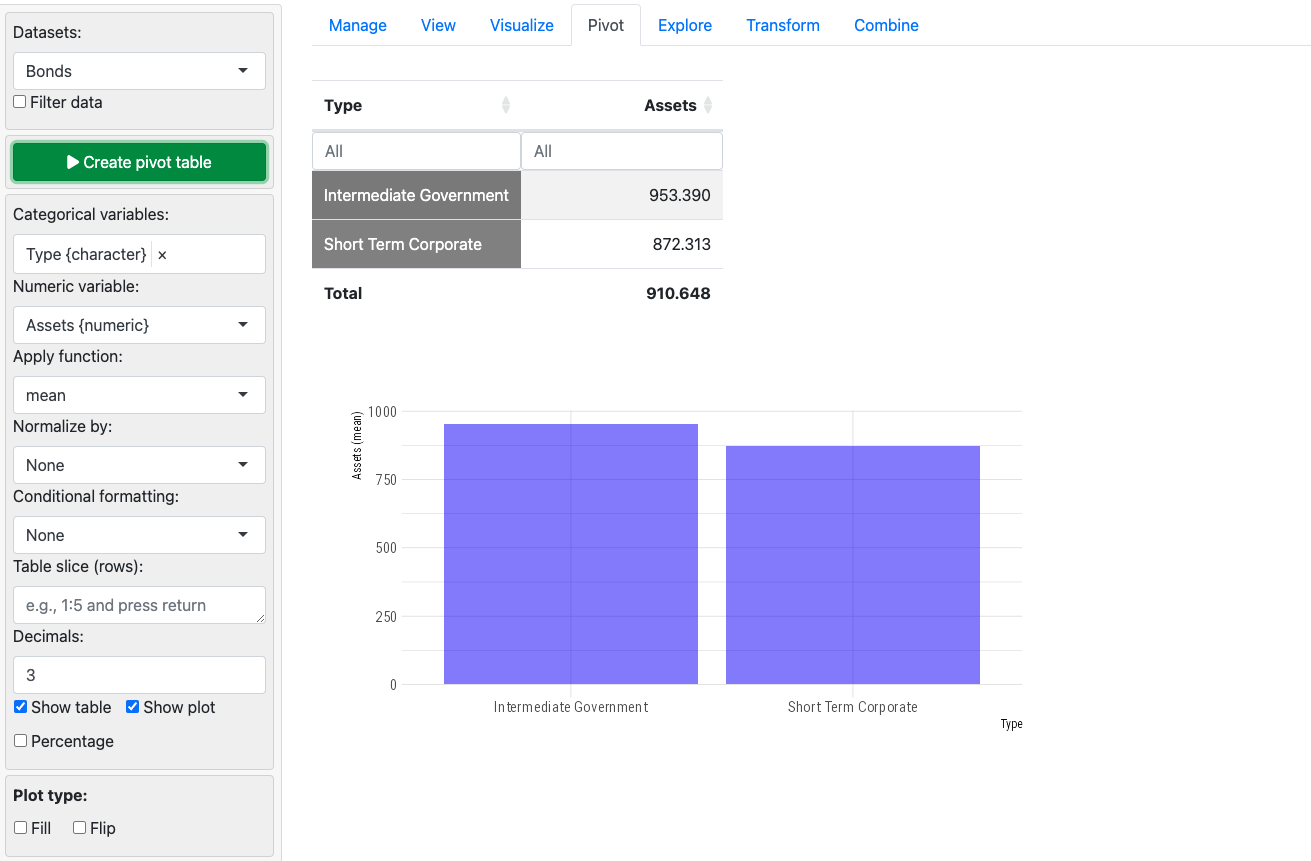 Datasets:
Bonds
Filter data
Create pivot table
Categorical variables:
Type {character} ×
Numeric variable:
Assets {numeric}
Apply function:
mean
Normalize by:
None
Conditional formatting:
None
Table slice (rows):
e.g., 1:5 and press return
Decimals:
3
Show table Show plot
Percentage
Plot type:
Fill Flip
Manage View Visualize Pivot Explore Transform Combine
Type Assets
All All
Intermediate Government 953.390
Short Term Corporate 872.313
Total 910.648
Assets (mean)
1000
750
500
250
0
Intermediate Government Short Term Corporate
Type